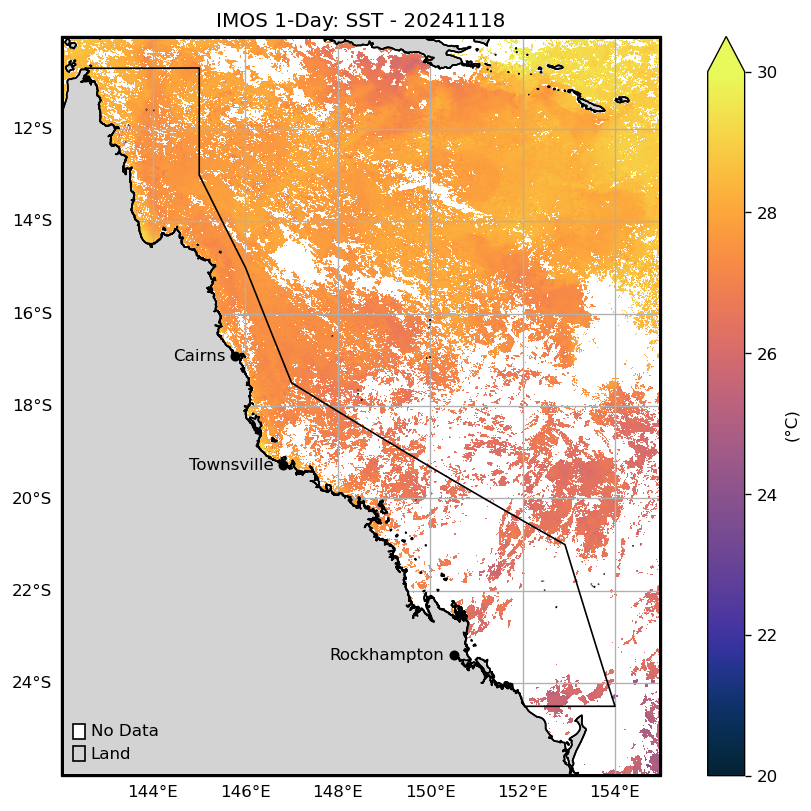 IMOS 1-Day: SST - 20241118
12°S
14°S
16°S
18°S
20°S
22°S
24°S
Cairns
Townsville
Rockhampton
No Data
Land
144°E 146°E 148°E 150°E 152°E 154°E
30
28
26
24
22
20
(°C)